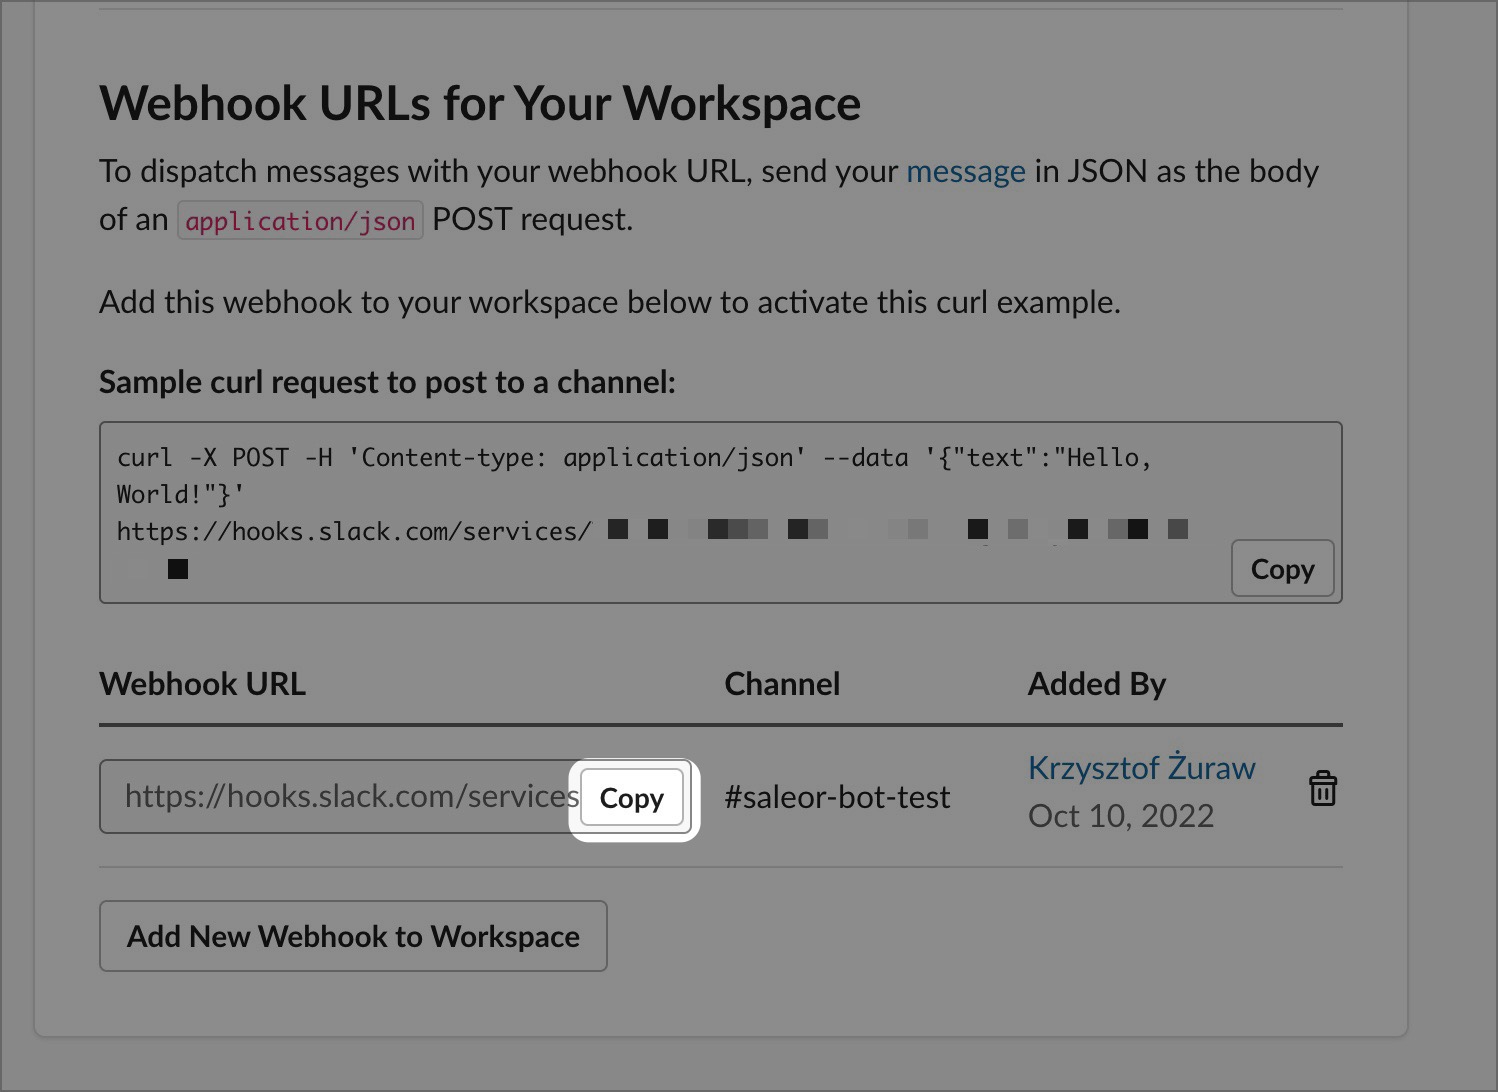 Webhook URLs for Your Workspace
To dispatch messages with your webhook URL, send your message in JSON as the body
of an application/json POST request.
Add this webhook to your workspace below to activate this curl example.
Sample curl request to post to a channel:
curl -X POST -H 'Content-type: application/json' --data '{"text":"Hello,
World!"}'
https://hooks.slack.com/services/
Copy
Webhook URL Channel Added By
https://hooks.slack.com/services Copy #saleor-bot-test Krzysztof Żuraw
Oct 10, 2022
Add New Webhook to Workspace